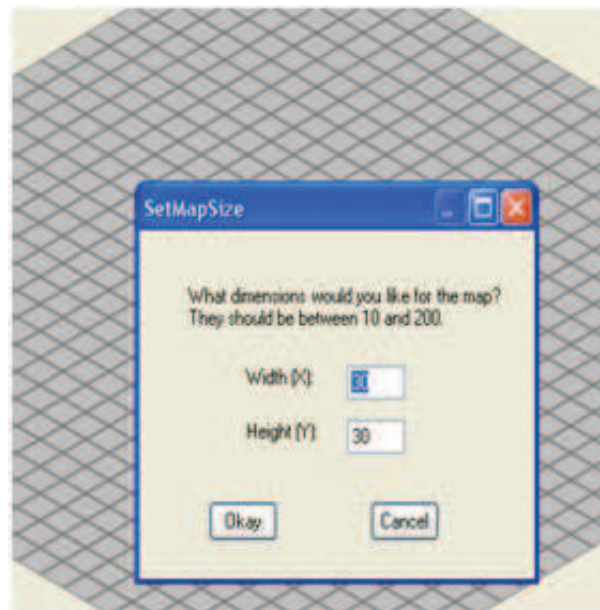 SetMapSize
What dimensions would you like for the map?
They should be between 10 and 200.
Width (X): 30
Height (Y): 30
Okay Cancel